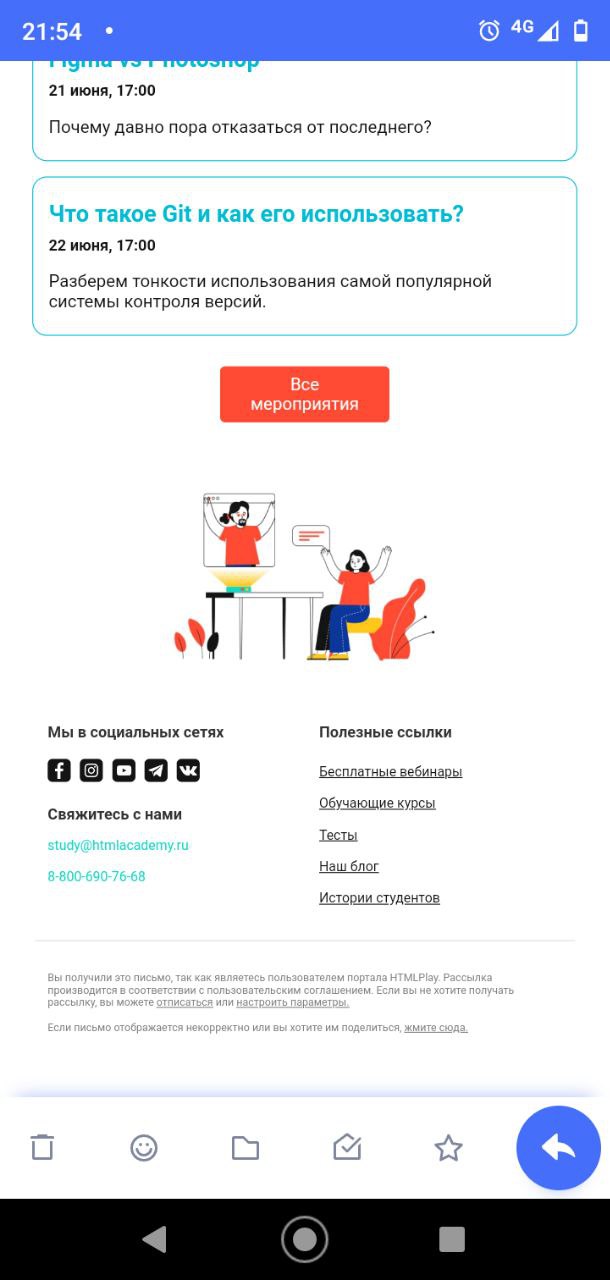 21:54
4G
Figma vs Photoshop
21 июня, 17:00
Почему давно пора отказаться от последнего?
Что такое Git и как его использовать?
22 июня, 17:00
Разберем тонкости использования самой популярной
системы контроля версий.
Все
мероприятия
Мы в социальных сетях
Свяжитесь с нами
study@htmlacademy.ru
8-800-690-76-68
Полезные ссылки
Бесплатные вебинары
Обучающие курсы
Тесты
Наш блог
Истории студентов
Вы получили это письмо, так как являетесь пользователем портала HTMLPlay. Рассылка
производится в соответствии с пользовательским соглашением. Если вы не хотите получать
рассылку, вы можете отписаться или настроить параметры.
Если письмо отображается некорректно или вы хотите им поделиться, жмите сюда.